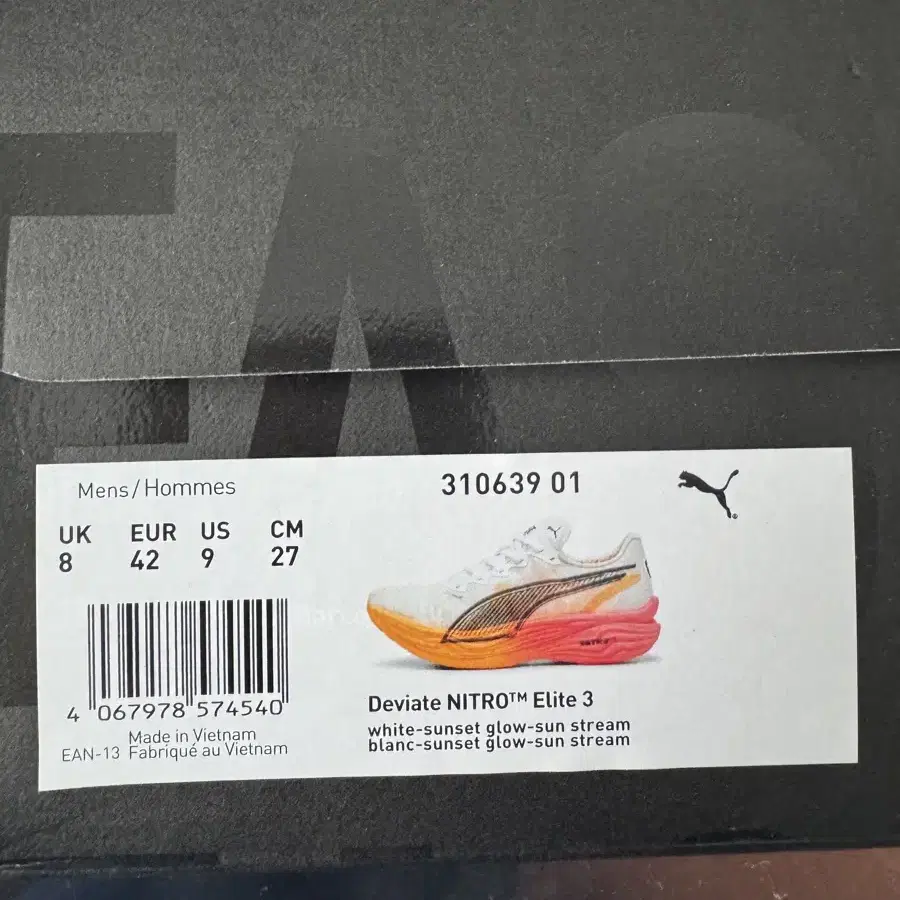 FAS
Mens/Hommes
310639 01
UK EUR US CM
8 42 9 27
4 067978 574540
Made in Vietnam
EAN-13 Fabriqué au Vietnam
Deviate NITRO™ Elite 3
white-sunset glow-sun stream
blanc-sunset glow-sun stream